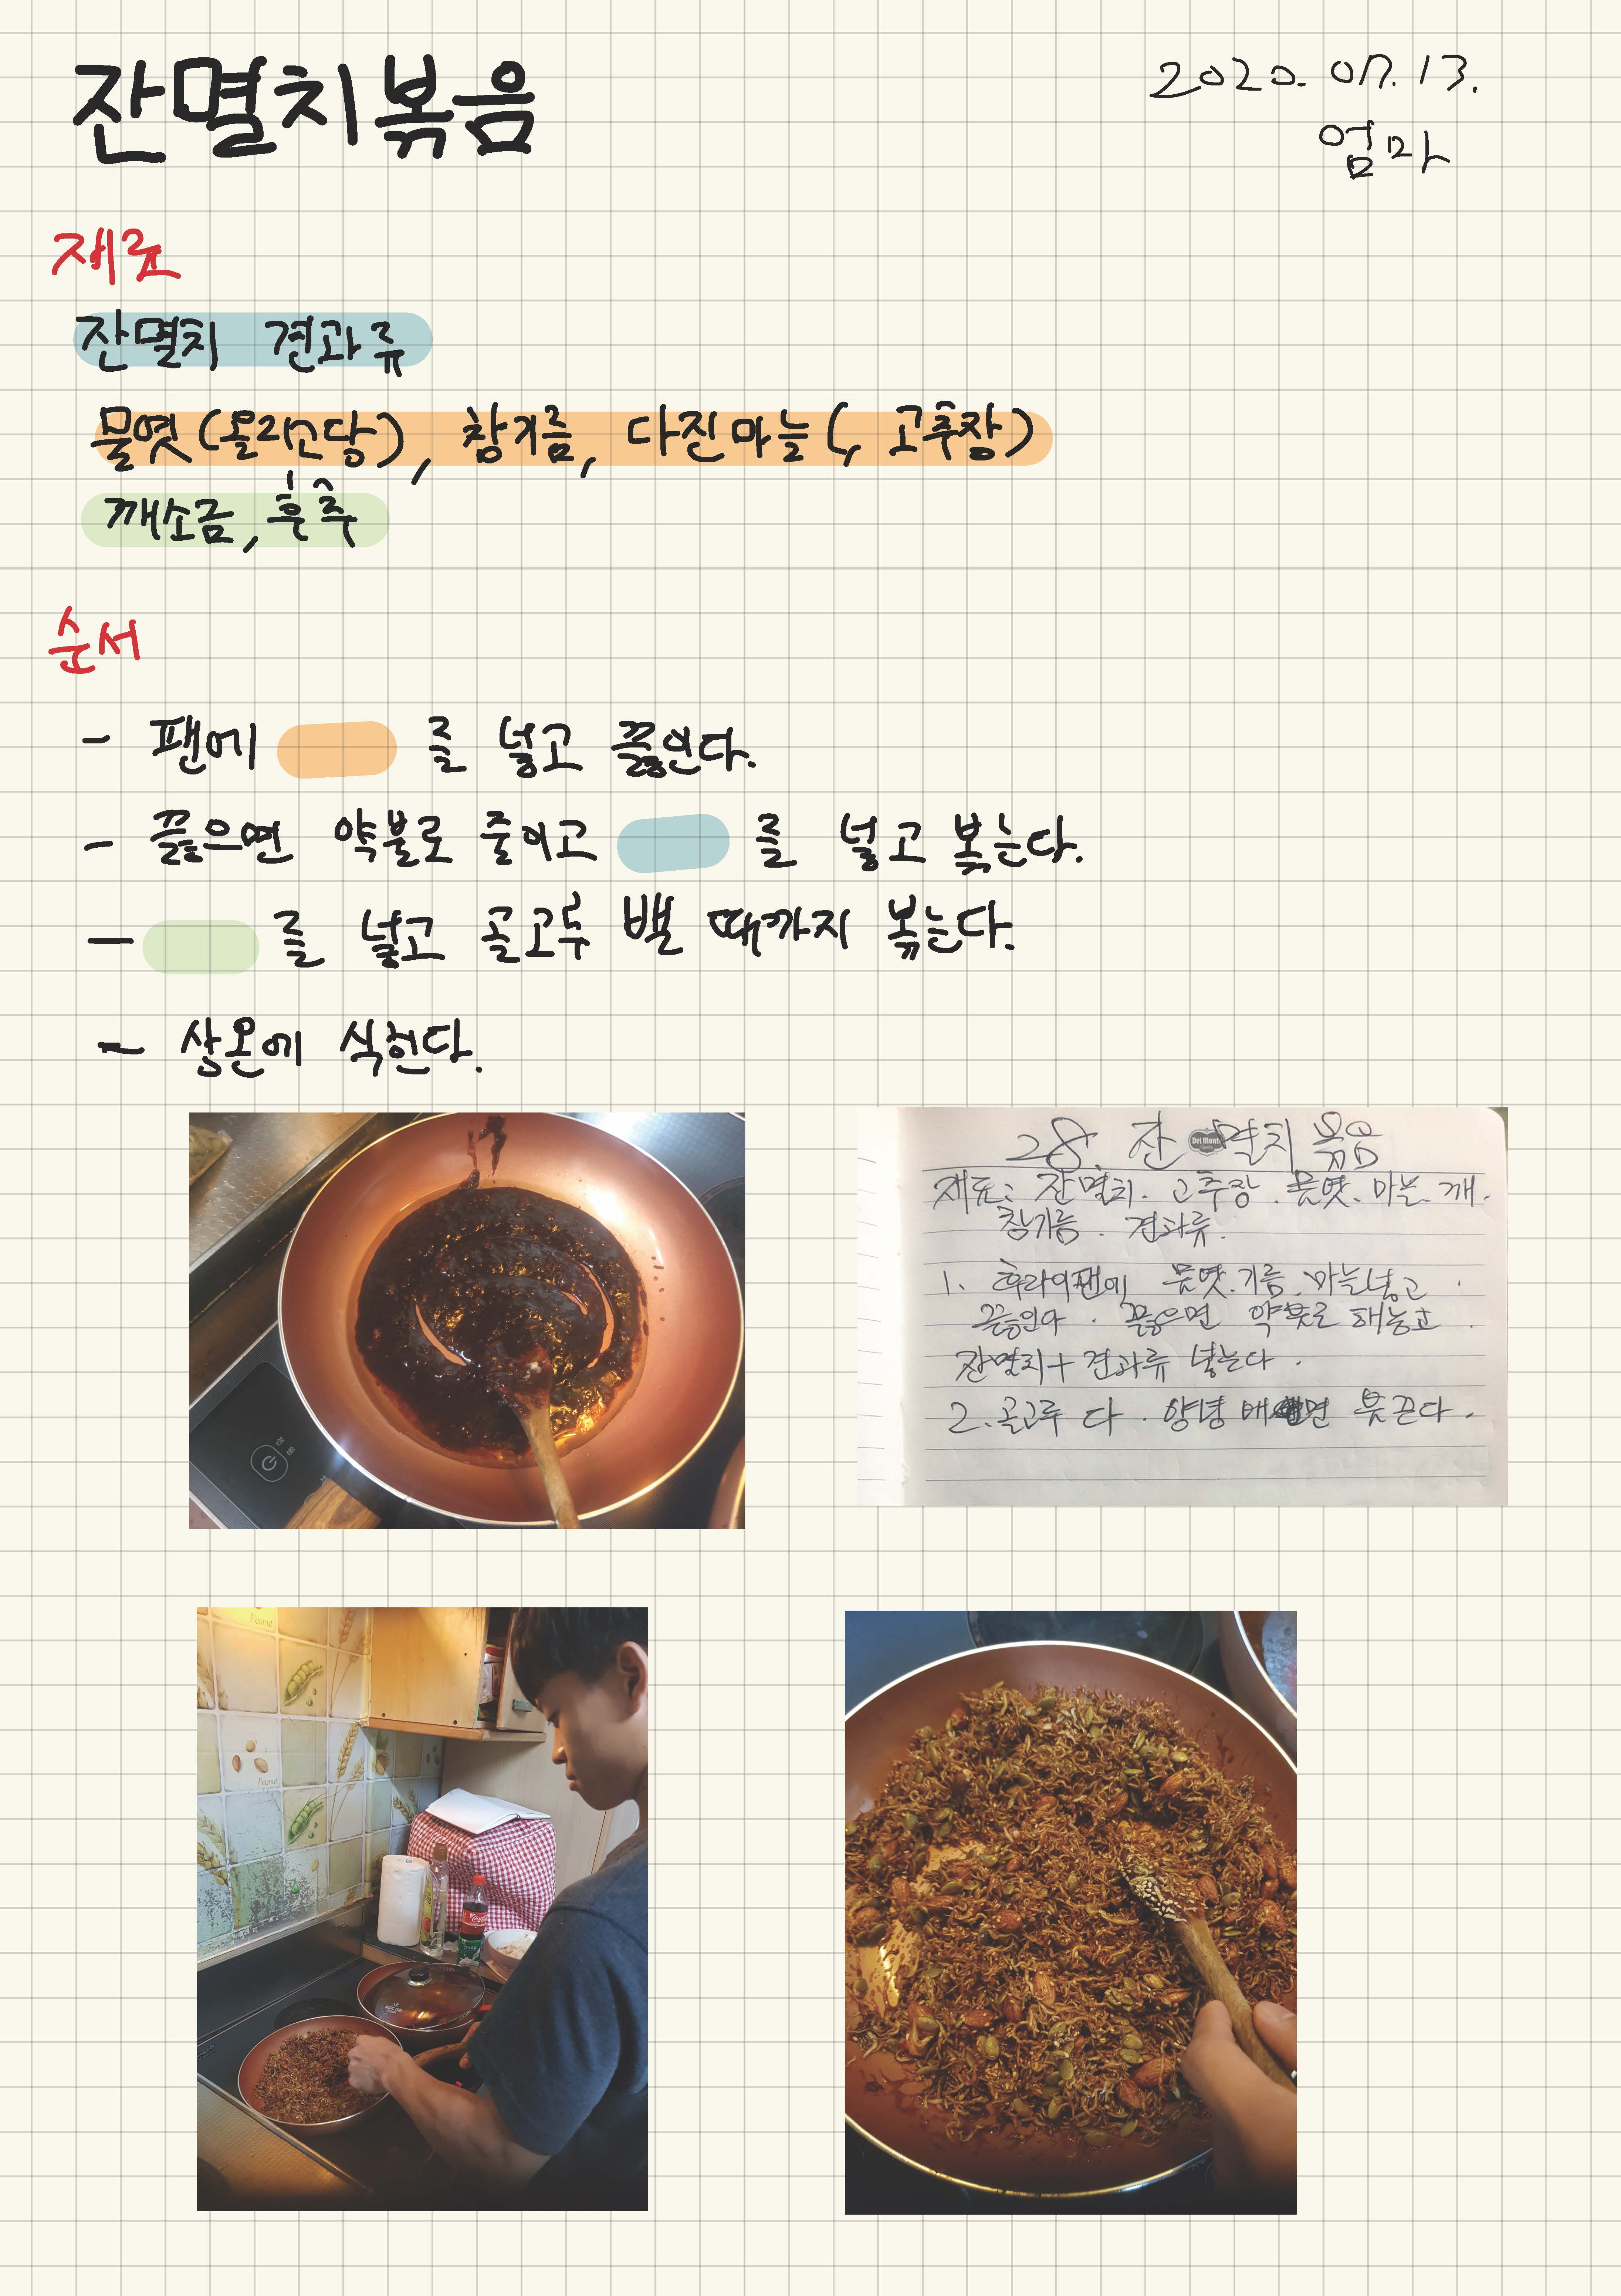 잔멸치볶음
2020. 07. 13.
엄마
재료
잔멸치 견과류
물엿(올리고당), 참기름, 다진마늘(, 고추장)
깨소금, 후추
순서
- 팬에 를 넣고 끓인다.
- 끓으면 약불로 줄이고 를 넣고 볶는다.
- 를 넣고 골고루 밸 때까지 볶는다.
- 상온에 식힌다.
28. 잔멸치 볶음
Del Monte
재료: 잔멸치. 고추장. 물엿. 마늘. 깨.
참기름. 견과류.
1. 후라이팬에 물엿. 기름. 마늘넣고
끓인다. 끓으면 약불로 해놓고.
잔멸치+견과류 넣는다.
2. 골고루 다. 양념 배면 불끈다.